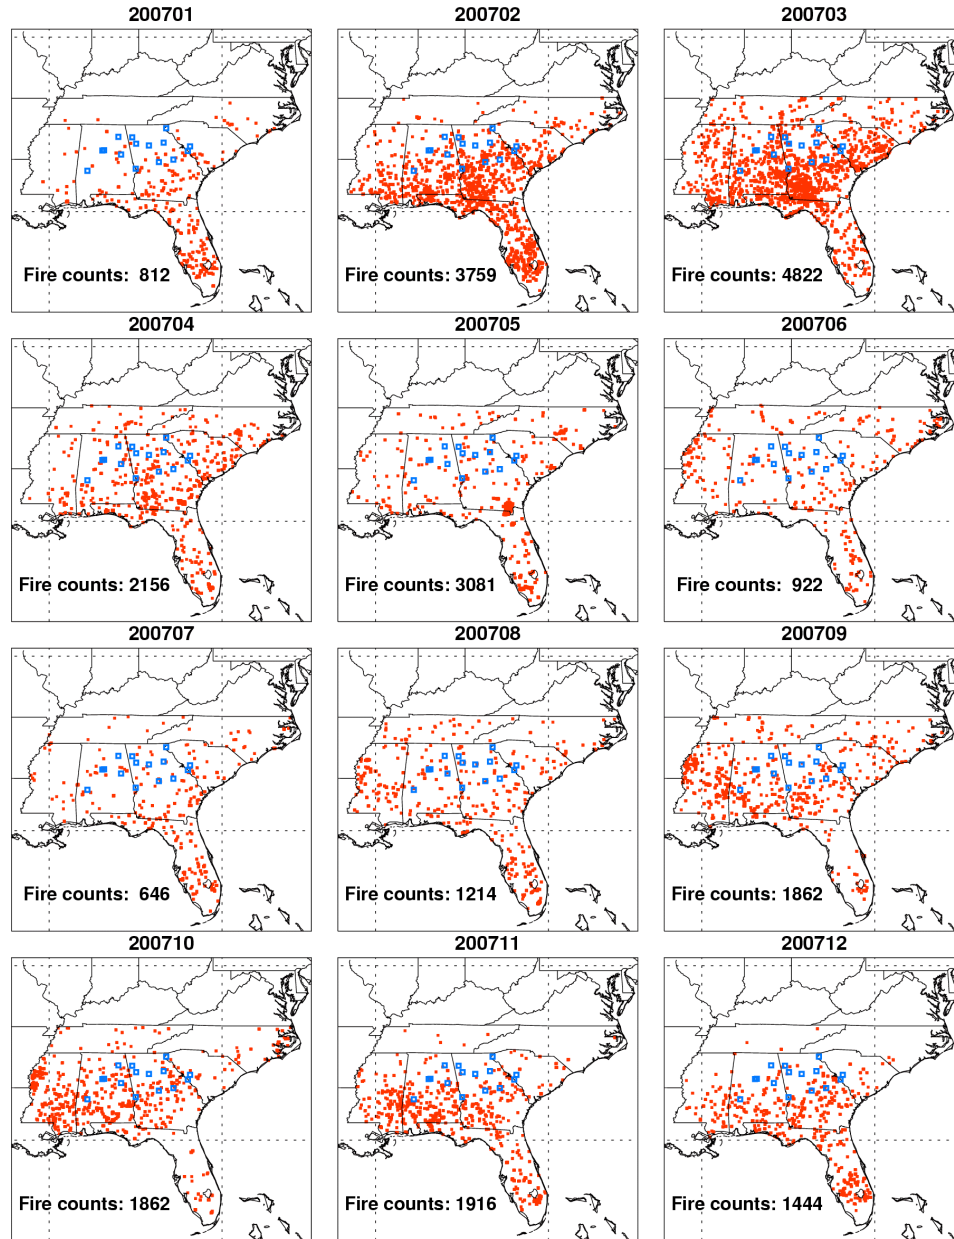 200701 200702 200703
Fire counts: 812 Fire counts: 3759 Fire counts: 4822
200704 200705 200706
Fire counts: 2156 Fire counts: 3081 Fire counts: 922
200707 200708 200709
Fire counts: 646 Fire counts: 1214 Fire counts: 1862
200710 200711 200712
Fire counts: 1862 Fire counts: 1916 Fire counts: 1444